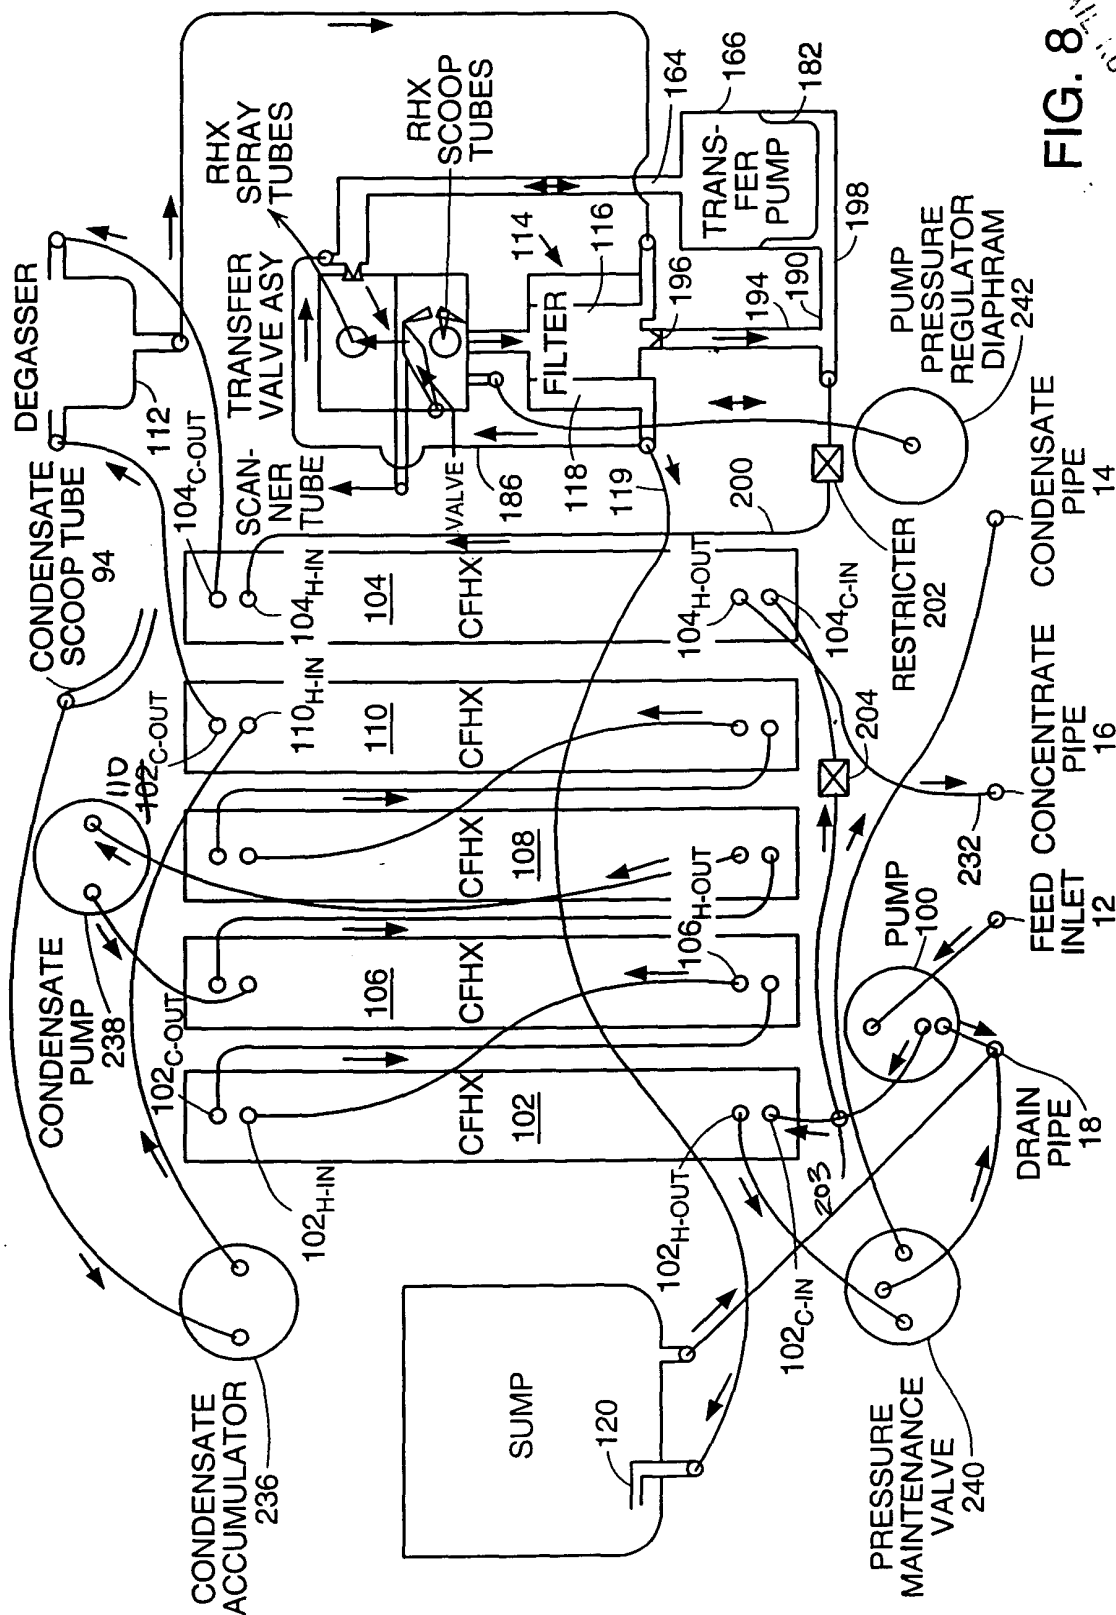 CONDENSATE
ACCUMULATOR
236
CONDENSATE
PUMP
238
CONDENSATE
SCOOP TUBE
94
DEGASSER
112
110
102C-OUT
104C-OUT
102C-OUT
102H-IN
110H-IN
104H-IN
SCAN-
NER
TUBE
TRANSFER
VALVE ASY
RHX
SPRAY
TUBES
RHX
SCOOP
TUBES
VALVE
186
FILTER
114
116
118
119
164
166
182
TRANS-
FER
PUMP
196
194
190
198
200
SUMP
120
CFHX
102
CFHX
106
CFHX
108
CFHX
110
CFHX
104
106H-OUT
104H-OUT
104C-IN
102H-OUT
102C-IN
203
204
RESTRICTER
202
PUMP
PRESSURE
REGULATOR
DIAPHRAM
242
PRESSURE
MAINTENANCE
VALVE
240
PUMP
100
232
DRAIN
PIPE
18
FEED
INLET
12
CONCENTRATE
PIPE
16
CONDENSATE
PIPE
14
FIG. 8